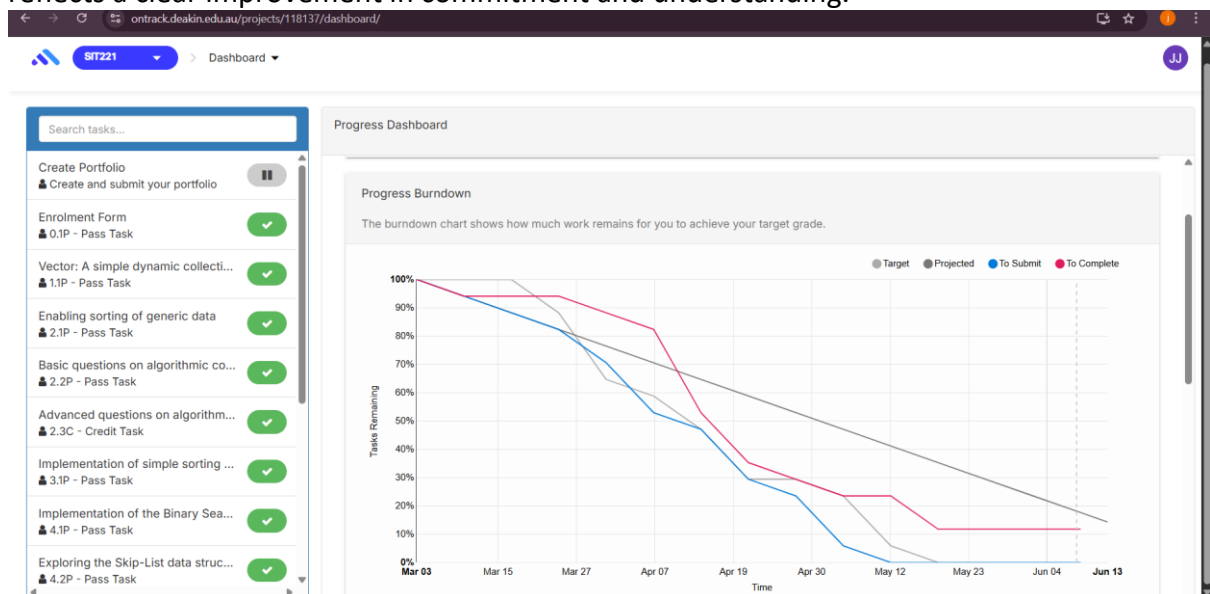 reflects a clear improvement in commitment and understanding.
ontrack.deakin.edu.au/projects/118137/dashboard/
SIT221
Dashboard
JJ
Search tasks...
Create Portfolio
Create and submit your portfolio
Enrolment Form
0.1P - Pass Task
Vector: A simple dynamic collecti...
1.1P - Pass Task
Enabling sorting of generic data
2.1P - Pass Task
Basic questions on algorithmic co...
2.2P - Pass Task
Advanced questions on algorithm...
2.3C - Credit Task
Implementation of simple sorting ...
3.1P - Pass Task
Implementation of the Binary Sea...
4.1P - Pass Task
Exploring the Skip-List data struc...
4.2P - Pass Task
Progress Dashboard
Progress Burndown
The burndown chart shows how much work remains for you to achieve your target grade.
Target Projected To Submit To Complete
100%
90%
80%
70%
60%
50%
40%
30%
20%
10%
0%
Tasks Remaining
Mar 03 Mar 15 Mar 27 Apr 07 Apr 19 Apr 30 May 12 May 23 Jun 04 Jun 13
Time